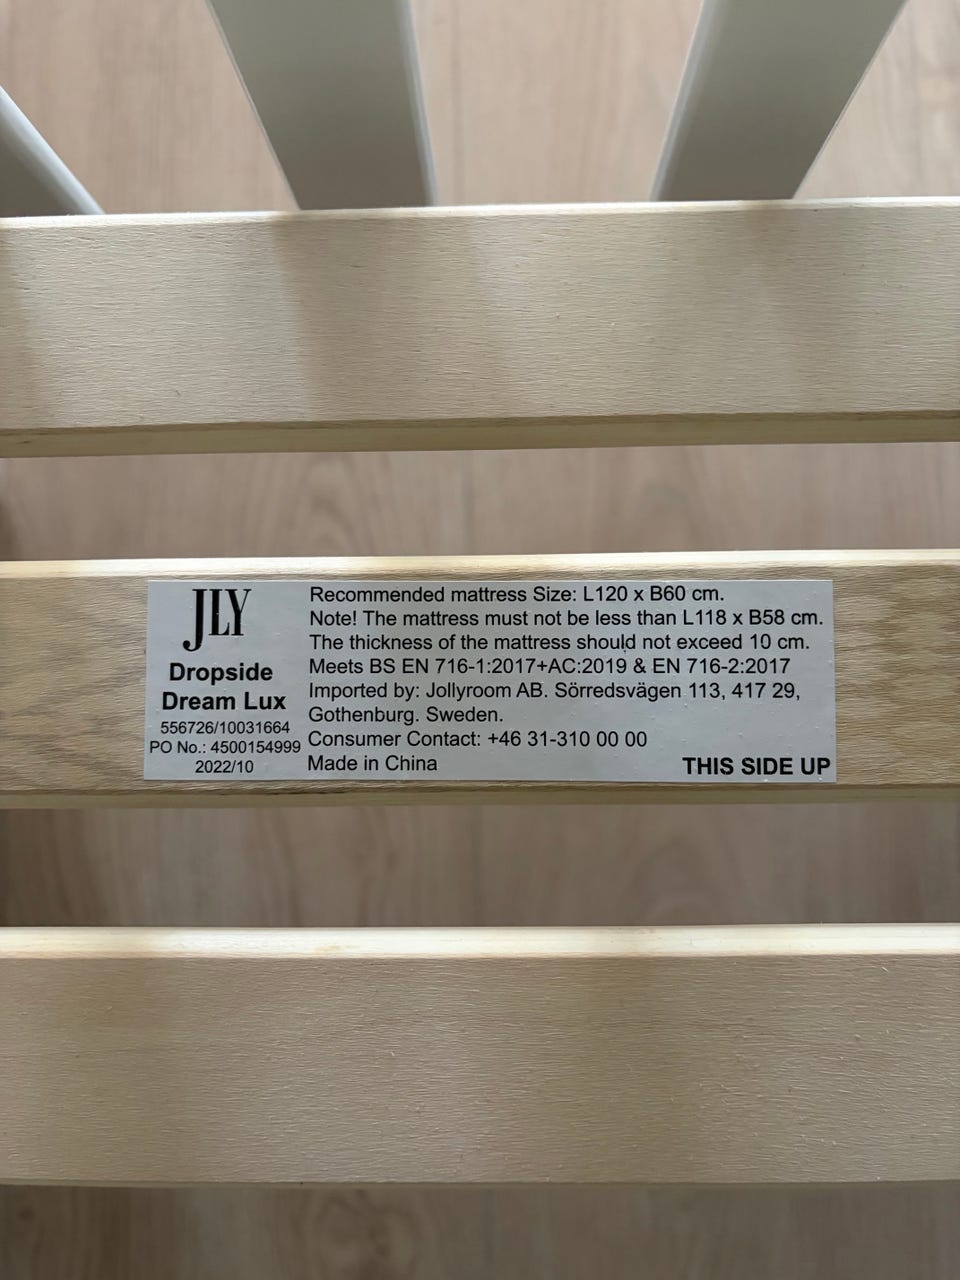 JLY
Dropside
Dream Lux
556726/10031664
PO No.: 4500154999
2022/10
Recommended mattress Size: L120 x B60 cm.
Note! The mattress must not be less than L118 x B58 cm.
The thickness of the mattress should not exceed 10 cm.
Meets BS EN 716-1:2017+AC:2019 & EN 716-2:2017
Imported by: Jollyroom AB. Sörredsvägen 113, 417 29,
Gothenburg. Sweden.
Consumer Contact: +46 31-310 00 00
Made in China
THIS SIDE UP